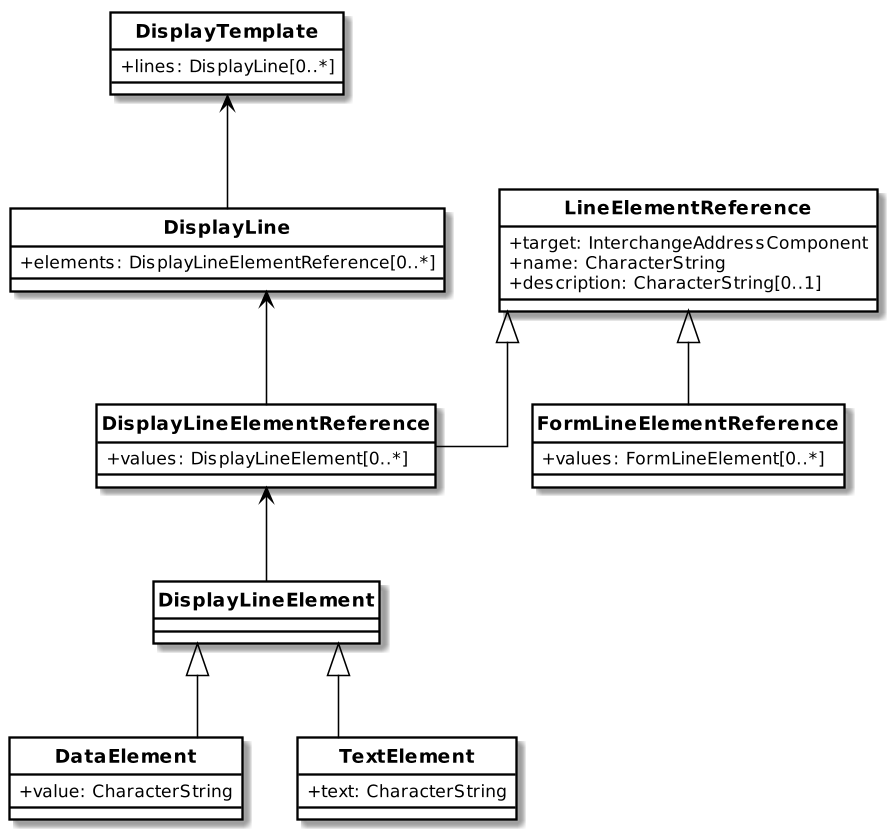 DisplayTemplate
+lines: DisplayLine[0..*]
DisplayLine
+elements: DisplayLineElementReference[0..*]
LineElementReference
+target: InterchangeAddressComponent
+name: CharacterString
+description: CharacterString[0..1]
DisplayLineElementReference
+values: DisplayLineElement[0..*]
FormLineElementReference
+values: FormLineElement[0..*]
DisplayLineElement
DataElement
+value: CharacterString
TextElement
+text: CharacterString